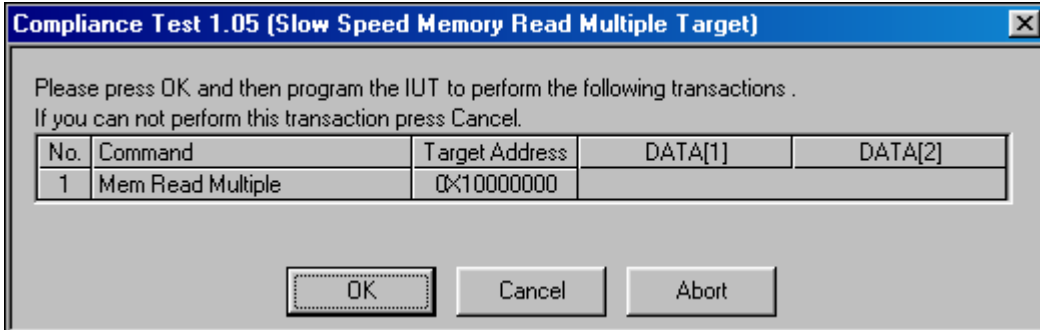 Compliance Test 1.05 (Slow Speed Memory Read Multiple Target)
Please press OK and then program the IUT to perform the following transactions .
If you can not perform this transaction press Cancel.
No. Command Target Address DATA[1] DATA[2]
1 Mem Read Multiple 0X10000000
OK Cancel Abort